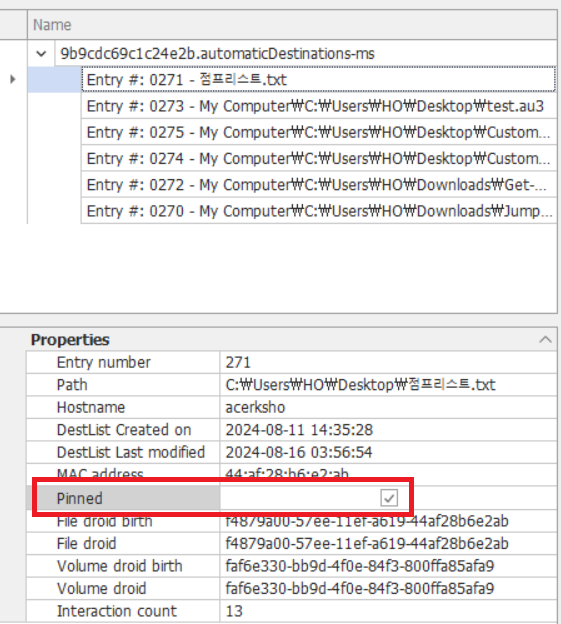 Name
9b9cdc69c1c24e2b.automaticDestinations-ms
Entry #: 0271 - 점프리스트.txt
Entry #: 0273 - My Computer₩C:₩Users₩HO₩Desktop₩test.au3
Entry #: 0275 - My Computer₩C:₩Users₩HO₩Desktop₩Custom...
Entry #: 0274 - My Computer₩C:₩Users₩HO₩Desktop₩Custom...
Entry #: 0272 - My Computer₩C:₩Users₩HO₩Downloads₩Get-...
Entry #: 0270 - My Computer₩C:₩Users₩HO₩Downloads₩Jump...
Properties
Entry number 271
Path C:₩Users₩HO₩Desktop₩점프리스트.txt
Hostname acerksho
DestList Created on 2024-08-11 14:35:28
DestList Last modified 2024-08-16 03:56:54
MAC address 44:af:28:b6:e2:ab
Pinned
File droid birth f4879a00-57ee-11ef-a619-44af28b6e2ab
File droid f4879a00-57ee-11ef-a619-44af28b6e2ab
Volume droid birth faf6e330-bb9d-4f0e-84f3-800ffa85afa9
Volume droid faf6e330-bb9d-4f0e-84f3-800ffa85afa9
Interaction count 13